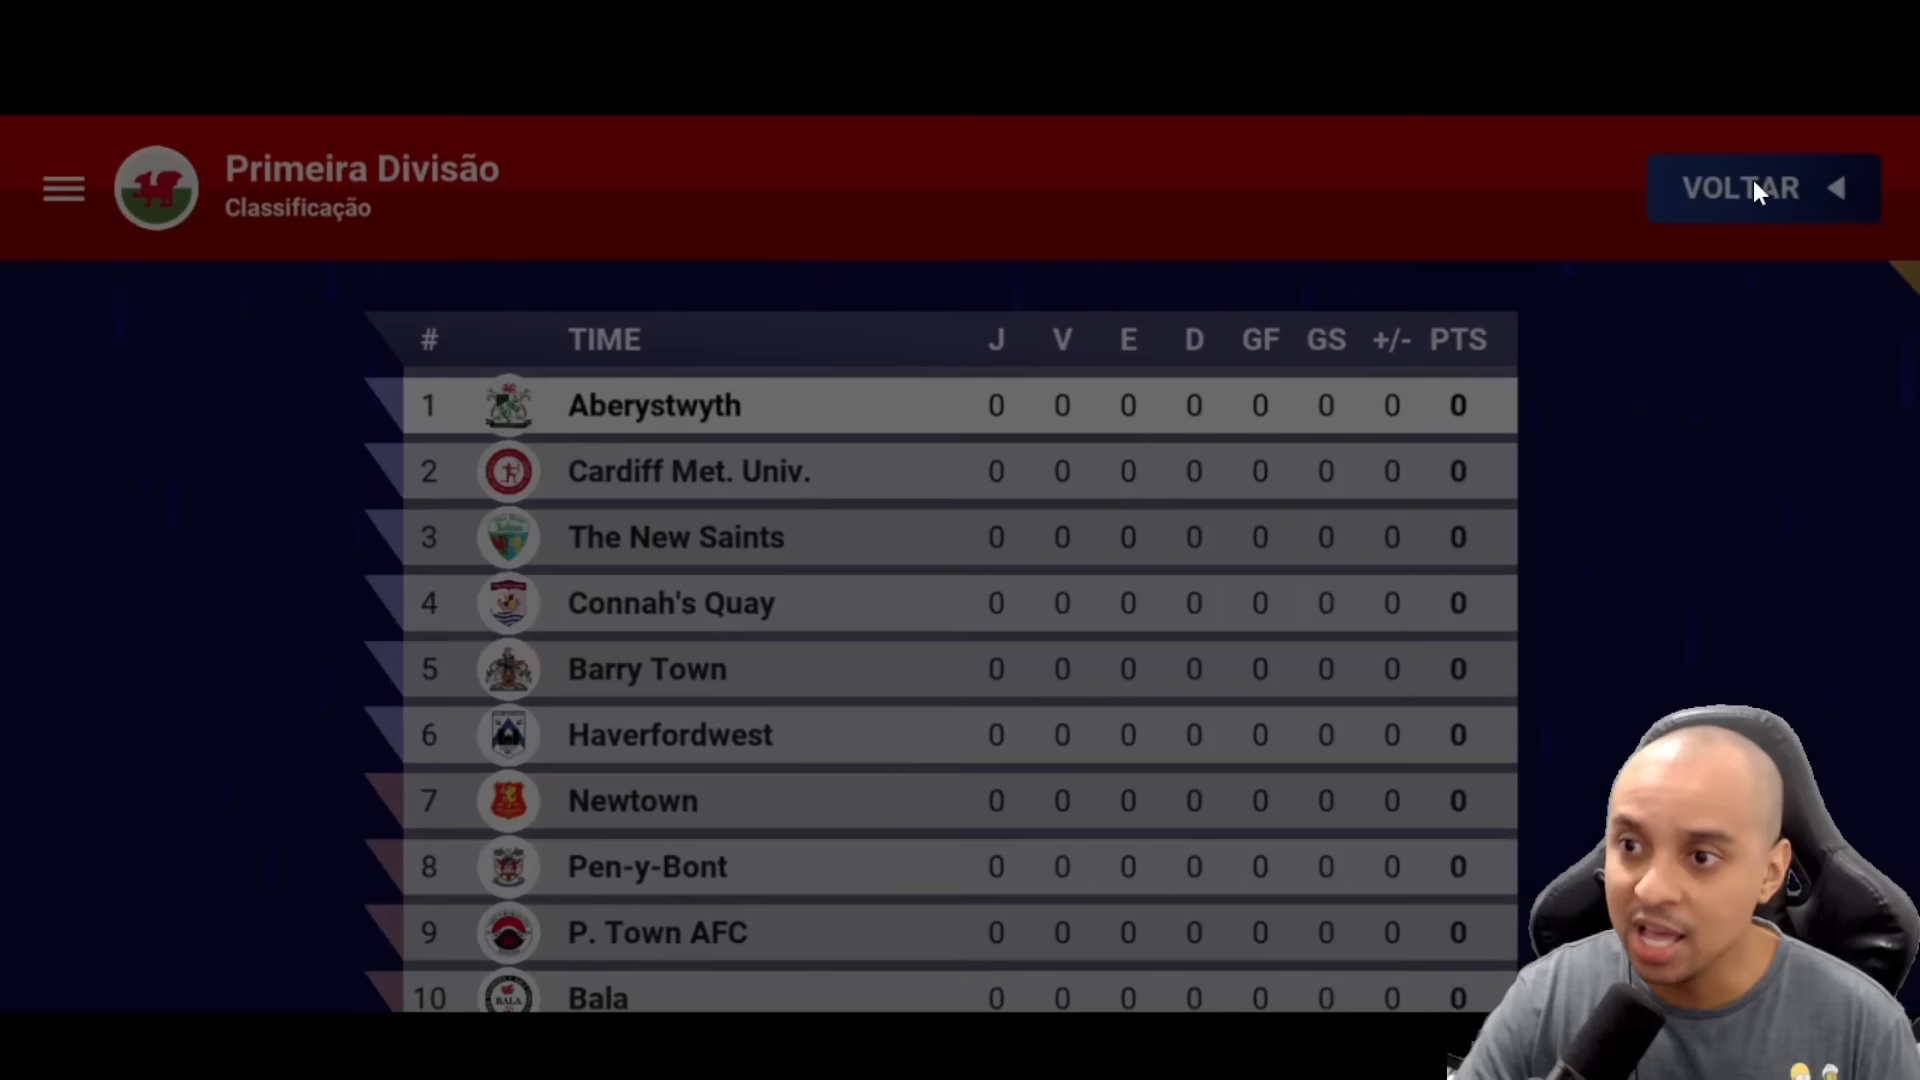 Primeira Divisão
Classificação
VOLTAR
# TIME J V E D GF GS +/- PTS
1 Aberystwyth 0 0 0 0 0 0 0 0
2 Cardiff Met. Univ. 0 0 0 0 0 0 0 0
3 The New Saints 0 0 0 0 0 0 0 0
4 Connah's Quay 0 0 0 0 0 0 0 0
5 Barry Town 0 0 0 0 0 0 0 0
6 Haverfordwest 0 0 0 0 0 0 0 0
7 Newtown 0 0 0 0 0 0 0 0
8 Pen-y-Bont 0 0 0 0 0 0 0 0
9 P. Town AFC 0 0 0 0 0 0 0 0
10 BALA Bala 0 0 0 0 0 0 0 0